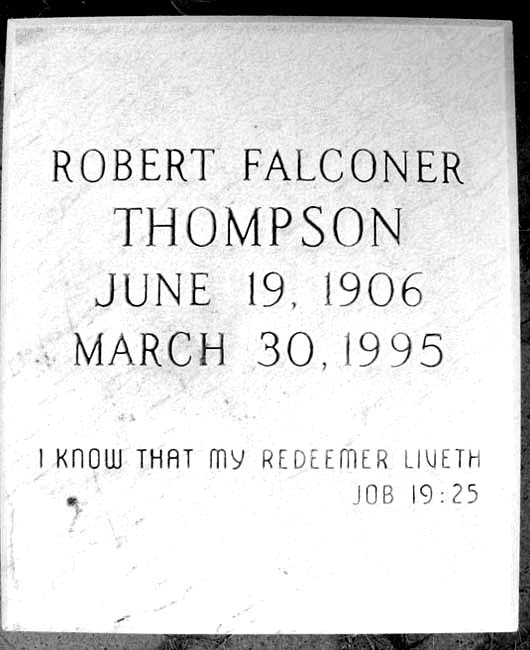 ROBERT FALCONER
THOMPSON
JUNE 19, 1906
MARCH 30, 1995
I KNOW THAT MY REDEEMER LIVETH
JOB 19:25